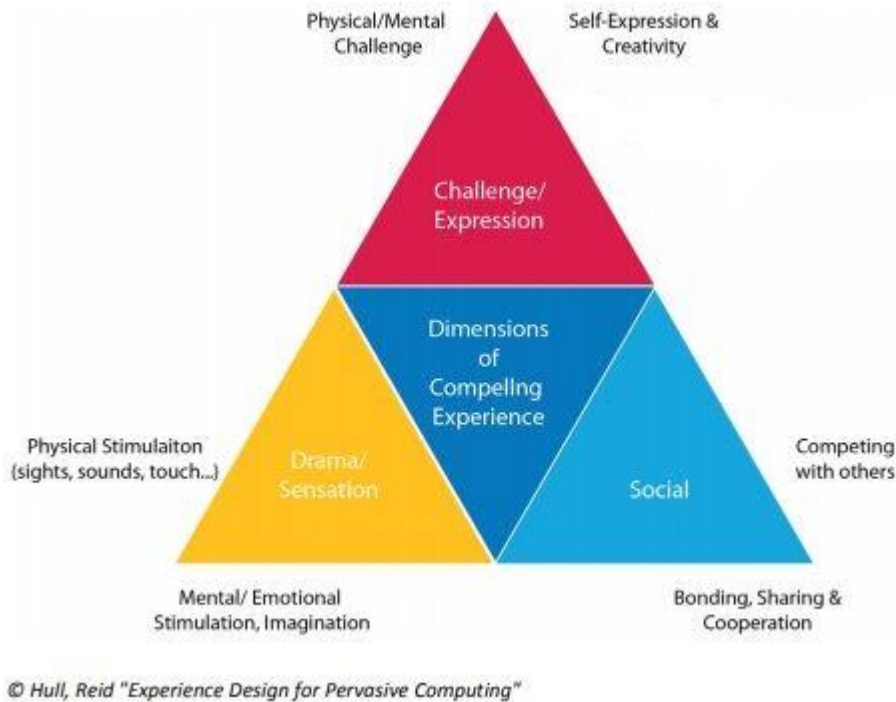 Physical/Mental
Challenge
Self-Expression &
Creativity
Challenge/
Expression
Dimensions
of
Compellng
Experience
Physical Stimulaiton
(sights, sounds, touch...)
Drama/
Sensation
Social
Competing
with others
Mental/ Emotional
Stimulation, Imagination
Bonding, Sharing &
Cooperation
© Hull, Reid "Experience Design for Pervasive Computing"